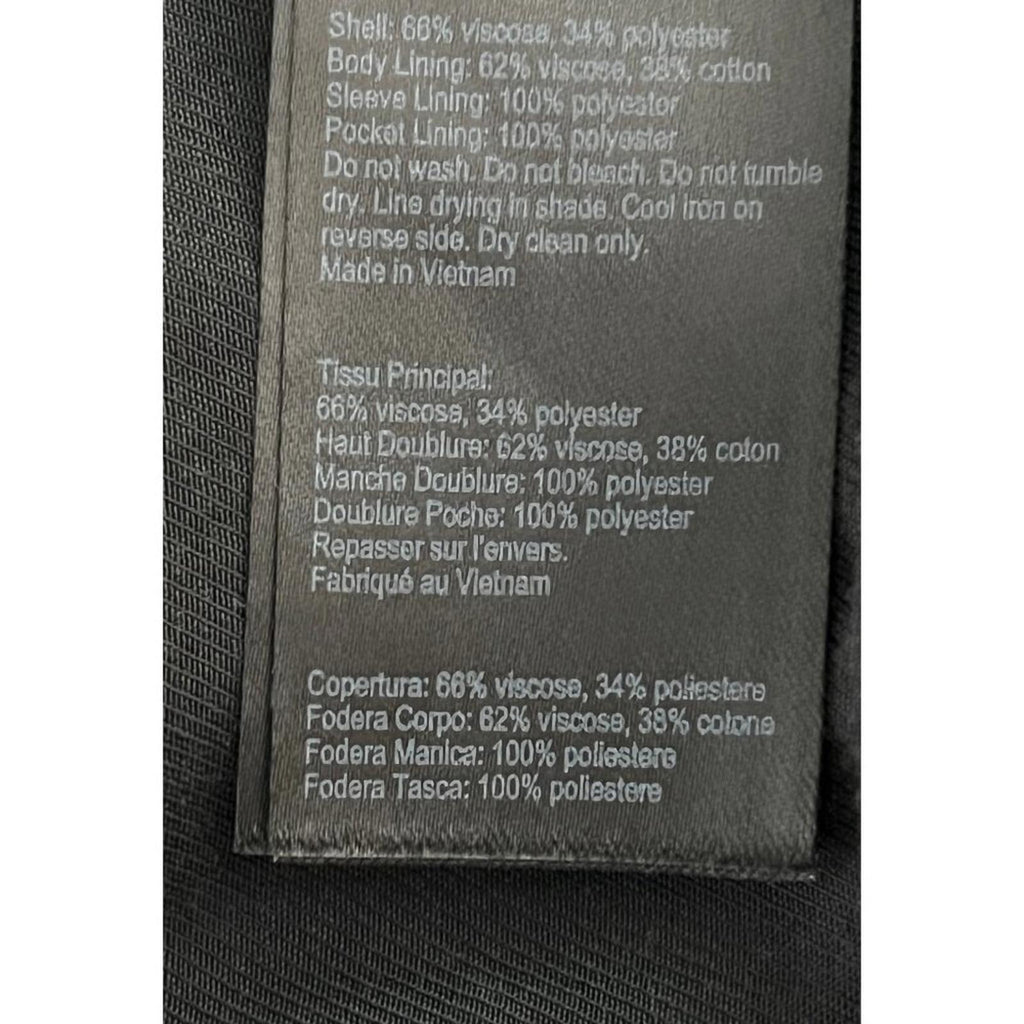 Shell: 66% viscose, 34% polyester
Body Lining: 62% viscose, 38% cotton
Sleeve Lining: 100% polyester
Pocket Lining: 100% polyester
Do not wash. Do not bleach. Do not tumble
dry. Line drying in shade. Cool iron on
reverse side. Dry clean only.
Made in Vietnam
Tissu Principal:
66% viscose, 34% polyester
Haut Doublure: 62% viscose, 38% coton
Manche Doublure: 100% polyester
Doublure Poche: 100% polyester
Repasser sur l'envers.
Fabriqué au Vietnam
Copertura: 66% viscose, 34% poliestere
Fodera Corpo: 62% viscose, 38% cotone
Fodera Manica: 100% poliestere
Fodera Tasca: 100% poliestere